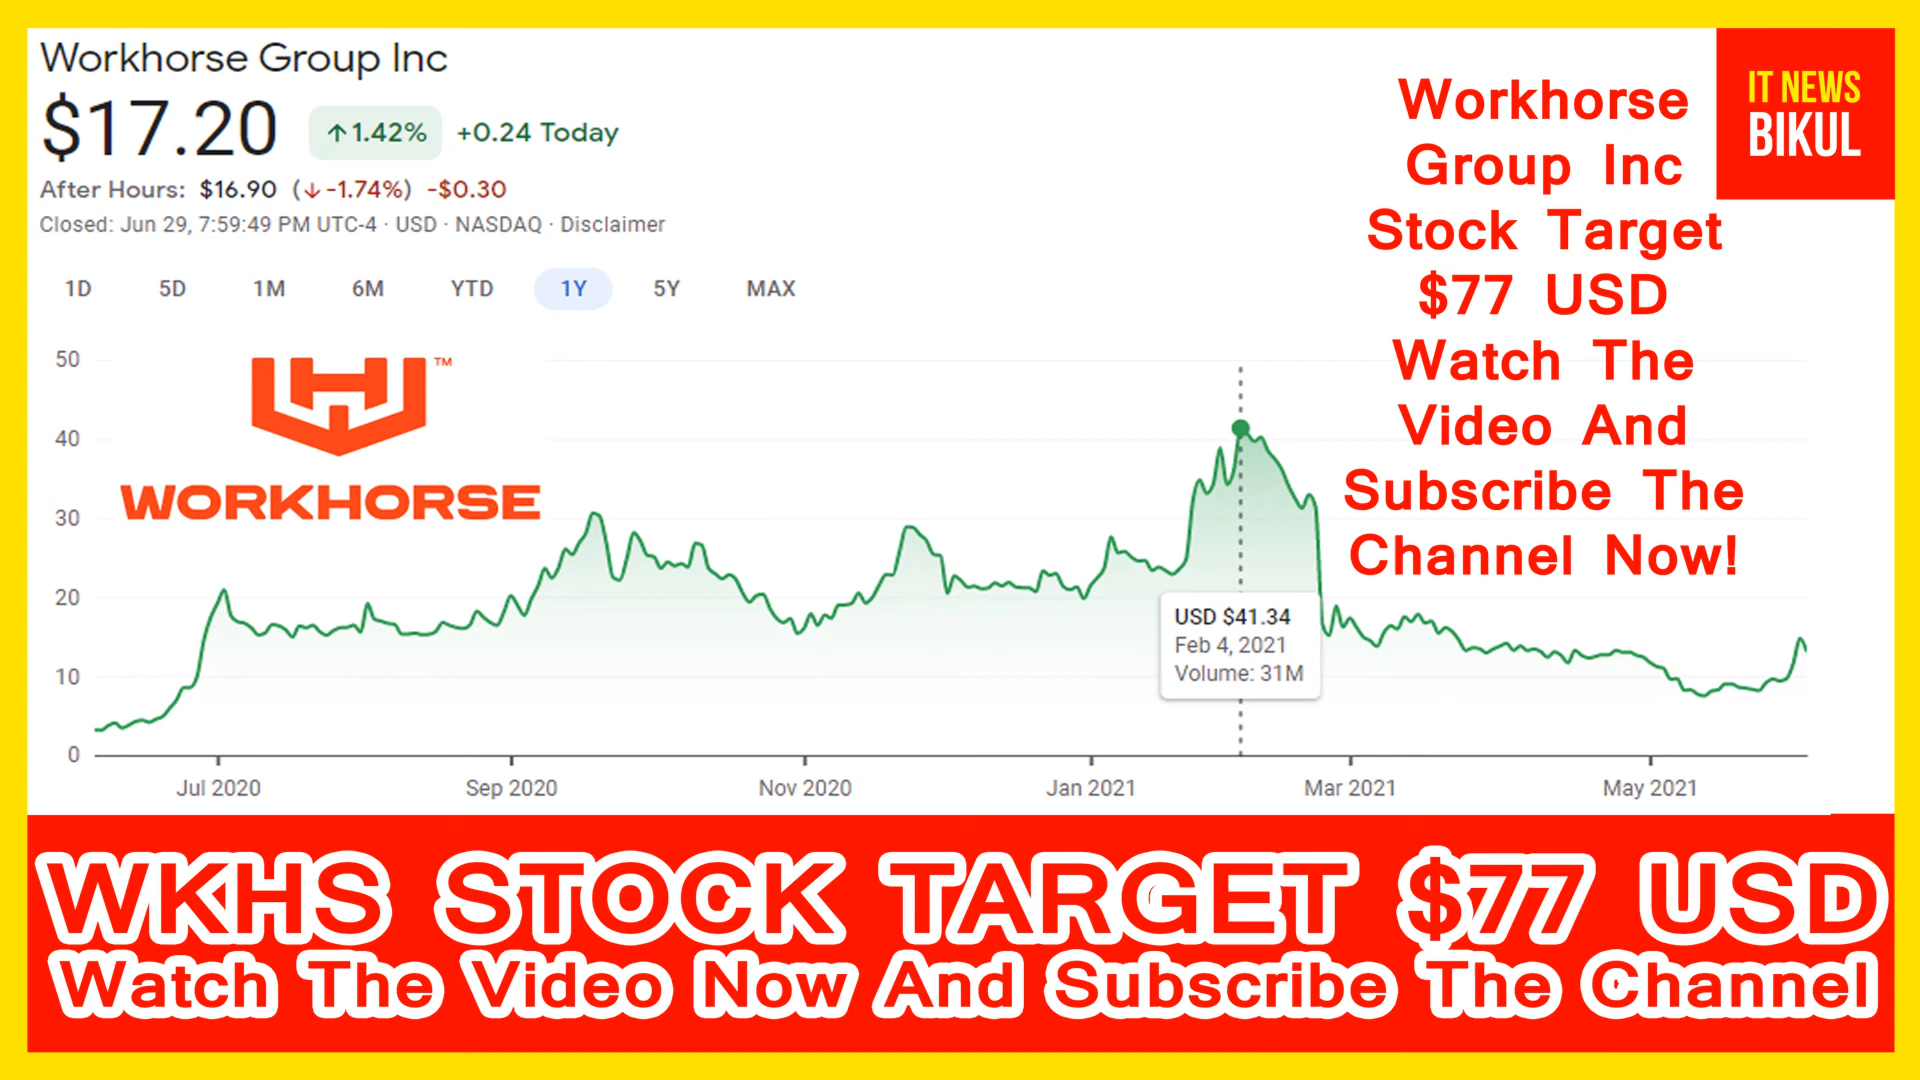 Workhorse Group Inc
$17.20 ↑1.42% +0.24 Today
After Hours: $16.90 (↓-1.74%) -$0.30
Closed: Jun 29, 7:59:49 PM UTC-4 · USD · NASDAQ · Disclaimer
1D 5D 1M 6M YTD 1Y 5Y MAX
IT NEWS
BIKUL
Workhorse
Group Inc
Stock Target
$77 USD
Watch The
Video And
Subscribe The
Channel Now!
50
40
30
20
10
0
TM
WORKHORSE
USD $41.34
Feb 4, 2021
Volume: 31M
Jul 2020 Sep 2020 Nov 2020 Jan 2021 Mar 2021 May 2021
WKHS STOCK TARGET $77 USD
Watch The Video Now And Subscribe The Channel